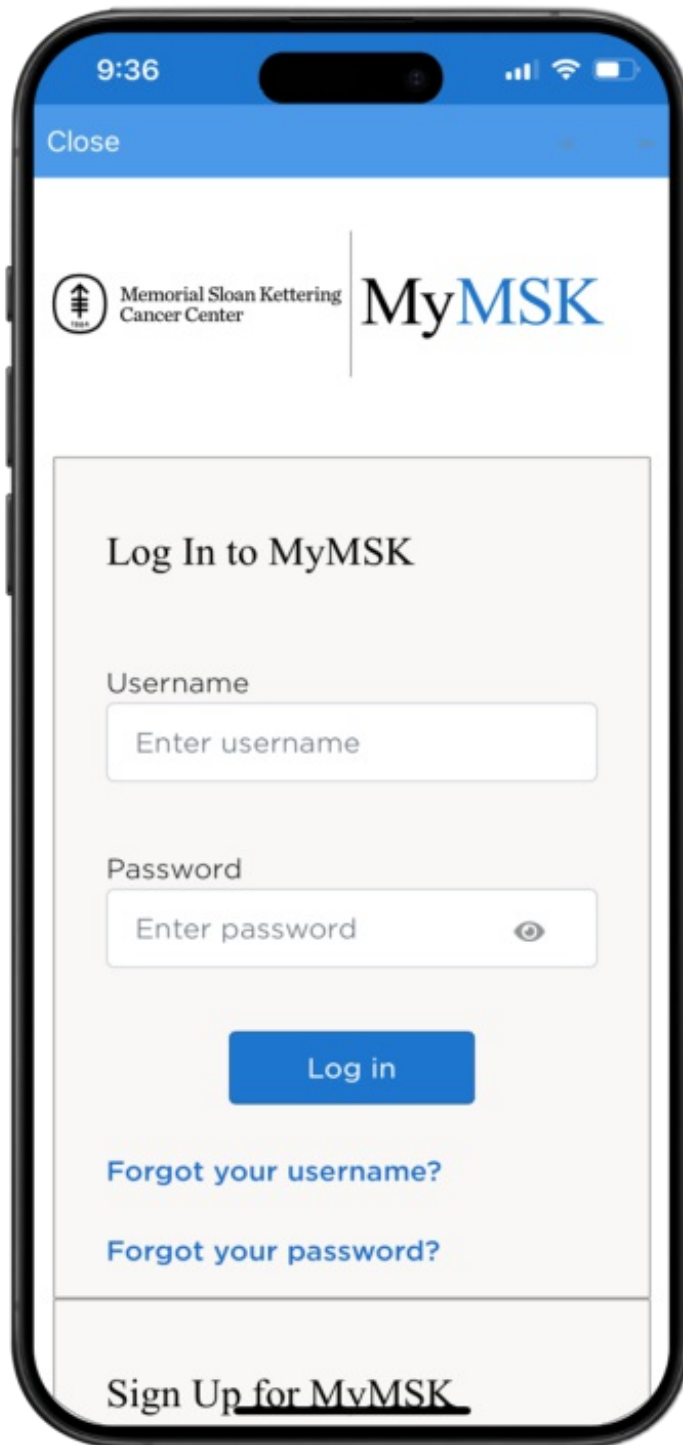 9:36
Close
Memorial Sloan Kettering
Cancer Center
1884
MyMSK
Log In to MyMSK
Username
Enter username
Password
Enter password
Log in
Forgot your username?
Forgot your password?
Sign Up for MyMSK